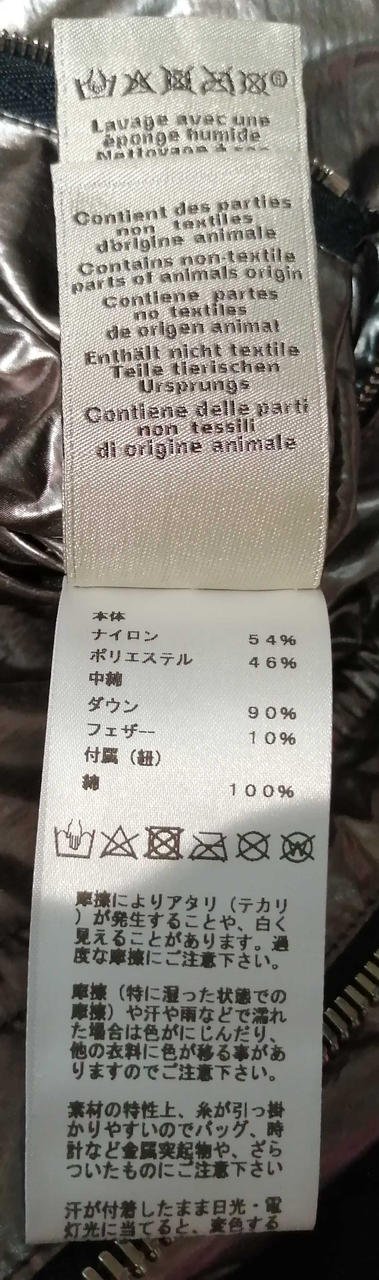 Lavage avec une
éponge humide
Contient des parties
non textiles
d'origine animale
Contains non-textile
parts of animals origin
Contiene partes
no textiles
de origen animal
Enthält nicht textile
Teile tierischen
Ursprungs
Contiene delle parti
non tessili
di origine animale
本体
ナイロン 54%
ポリエステル 46%
中綿
ダウン 90%
フェザー 10%
付属（紐）
綿 100%
W
摩擦によりアタリ（テカリ
）が発生することや、白く
見えることがあります。過
度な摩擦にご注意下さい。
摩擦（特に湿った状態での
摩擦）や汗や雨などで濡れ
た場合は色がにじんだり、
他の衣料に色が移る事があ
りますのでご注意下さい。
素材の特性上、糸が引っ掛
かりやすいのでバッグ、時
計など金属突起物や、ざら
ついたものにご注意下さい
汗が付着したまま日光・電
灯光に当てると、変色する